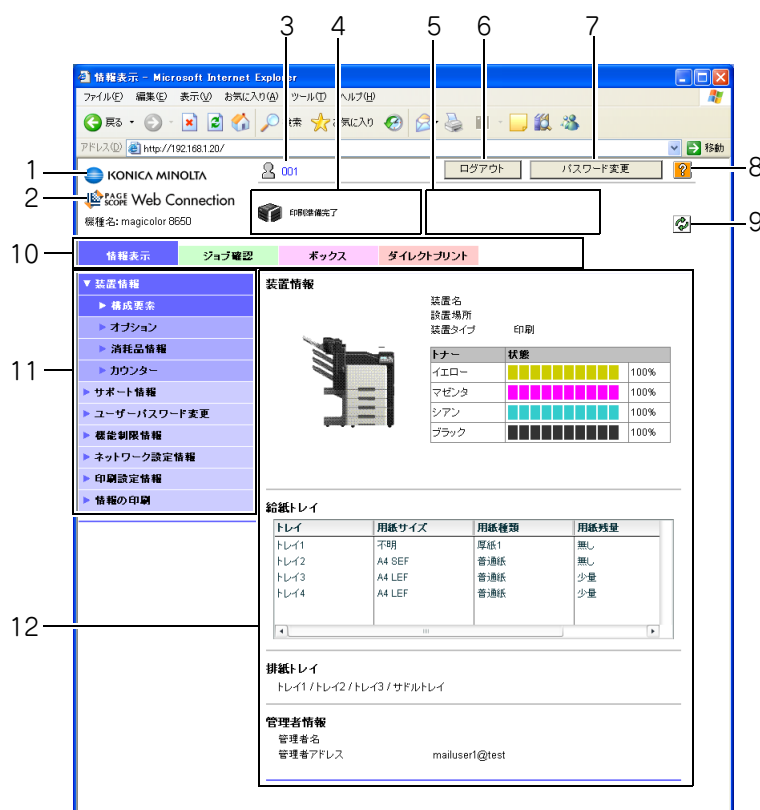 3 4 5 6 7
情報表示 - Microsoft Internet Explorer
ファイル(F) 編集(E) 表示(V) お気に入り(A) ツール(T) ヘルプ(H)
戻る 検索 お気に入り
アドレス(D) http://192.168.1.20/ 移動
1 KONICA MINOLTA 001 ログアウト パスワード変更 8
2 PAGE SCOPE Web Connection
印刷準備完了
機種名: magicolor 8650 9
10 情報表示 ジョブ確認 ボックス ダイレクトプリント
11
▼ 装置情報
▶ 構成要素
▶ オプション
▶ 消耗品情報
▶ カウンター
▶ サポート情報
▶ ユーザーパスワード変更
▶ 機能制限情報
▶ ネットワーク設定情報
▶ 印刷設定情報
▶ 情報の印刷
12
装置情報
装置名
設置場所
装置タイプ 印刷
トナー 状態
イエロー 100%
マゼンタ 100%
シアン 100%
ブラック 100%
給紙トレイ
トレイ 用紙サイズ 用紙種類 用紙残量
トレイ1 不明 厚紙1 無し
トレイ2 A4 SEF 普通紙 無し
トレイ3 A4 LEF 普通紙 少量
トレイ4 A4 LEF 普通紙 少量
排紙トレイ
トレイ1 / トレイ2 / トレイ3 / サドルトレイ
管理者情報
管理者名
管理者アドレス mailuser1@test